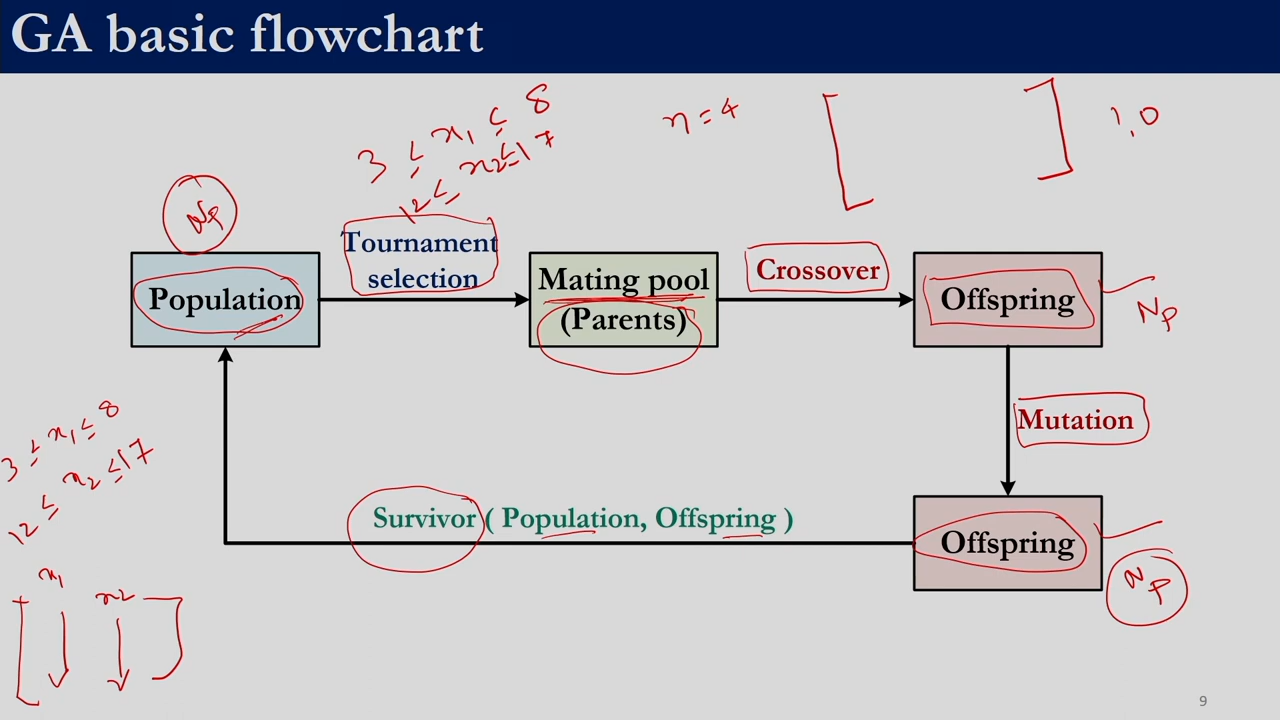 GA basic flowchart
3 ≤ x₁ ≤ 8
12 ≤ x₂ ≤ 17
η = 4
1, 0
Np
Tournament
selection
Population
Mating pool
(Parents)
Crossover
Offspring
Np
Mutation
3 ≤ x₁ ≤ 8
12 ≤ x₂ ≤ 17
Survivor ( Population, Offspring )
Offspring
Np
x₁ x₂
9